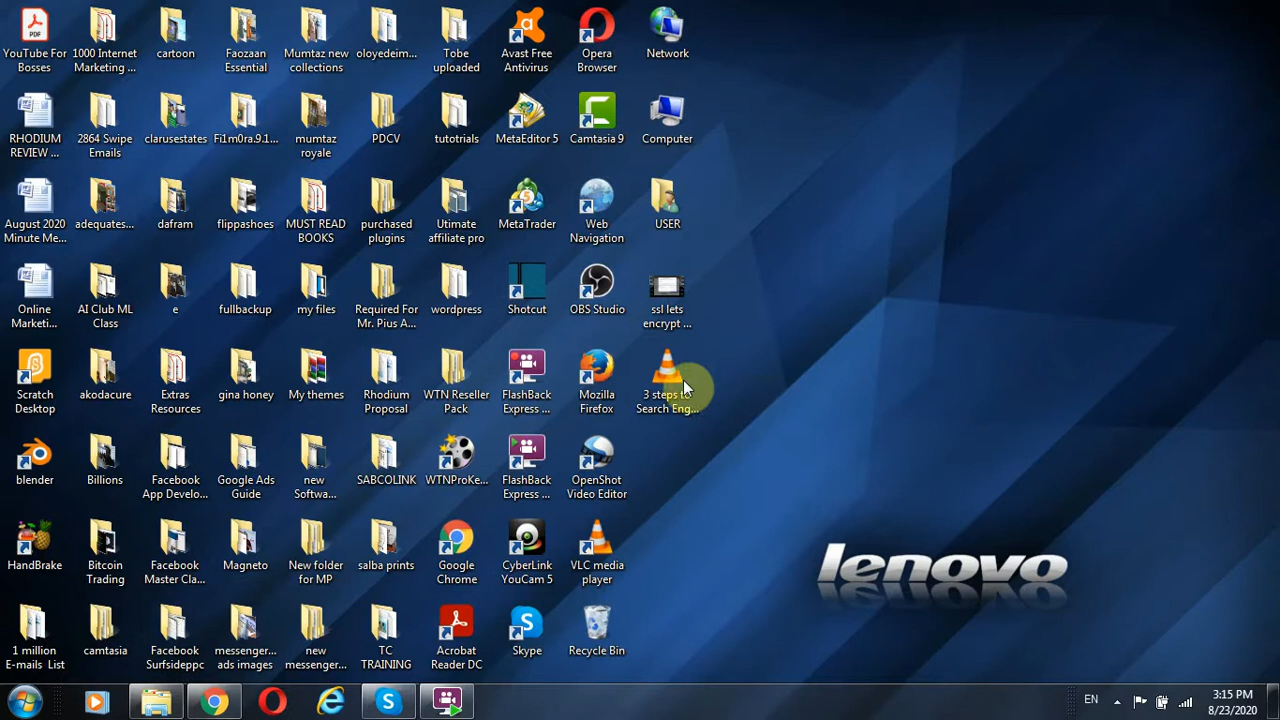 YouTube For
Bosses
1000 Internet
Marketing ...
cartoon
Faozaan
Essential
Mumtaz new
collections
oloyedeim...
Tobe
uploaded
Avast Free
Antivirus
Opera
Browser
Network
RHODIUM
REVIEW ...
2864 Swipe
Emails
clarusestates
Fi1m0ra.9.1...
mumtaz
royale
PDCV
tutotrials
MetaEditor 5
Camtasia 9
Computer
August 2020
Minute Me...
adequates...
dafram
flippashoes
MUST READ
BOOKS
purchased
plugins
Utimate
affiliate pro
MetaTrader
Web
Navigation
USER
Online
Marketi...
AI Club ML
Class
e
fullbackup
my files
Required For
Mr. Pius A...
wordpress
Shotcut
OBS Studio
ssl lets
encrypt ...
Scratch
Desktop
akodacure
Extras
Resources
gina honey
My themes
Rhodium
Proposal
WTN Reseller
Pack
FlashBack
Express ...
Mozilla
Firefox
3 steps to
Search Eng...
blender
Billions
Facebook
App Develo...
Google Ads
Guide
new
Softwa...
SABCOLINK
WTNProKe...
FlashBack
Express ...
OpenShot
Video Editor
HandBrake
Bitcoin
Trading
Facebook
Master Cla...
Magneto
New folder
for MP
salba prints
Google
Chrome
CyberLink
YouCam 5
VLC media
player
lenovo
1 million
E-mails List
camtasia
Facebook
Surfsideppc
messenger...
ads images
new
messenger...
TC
TRAINING
Acrobat
Reader DC
Skype
Recycle Bin
EN
3:15 PM
8/23/2020